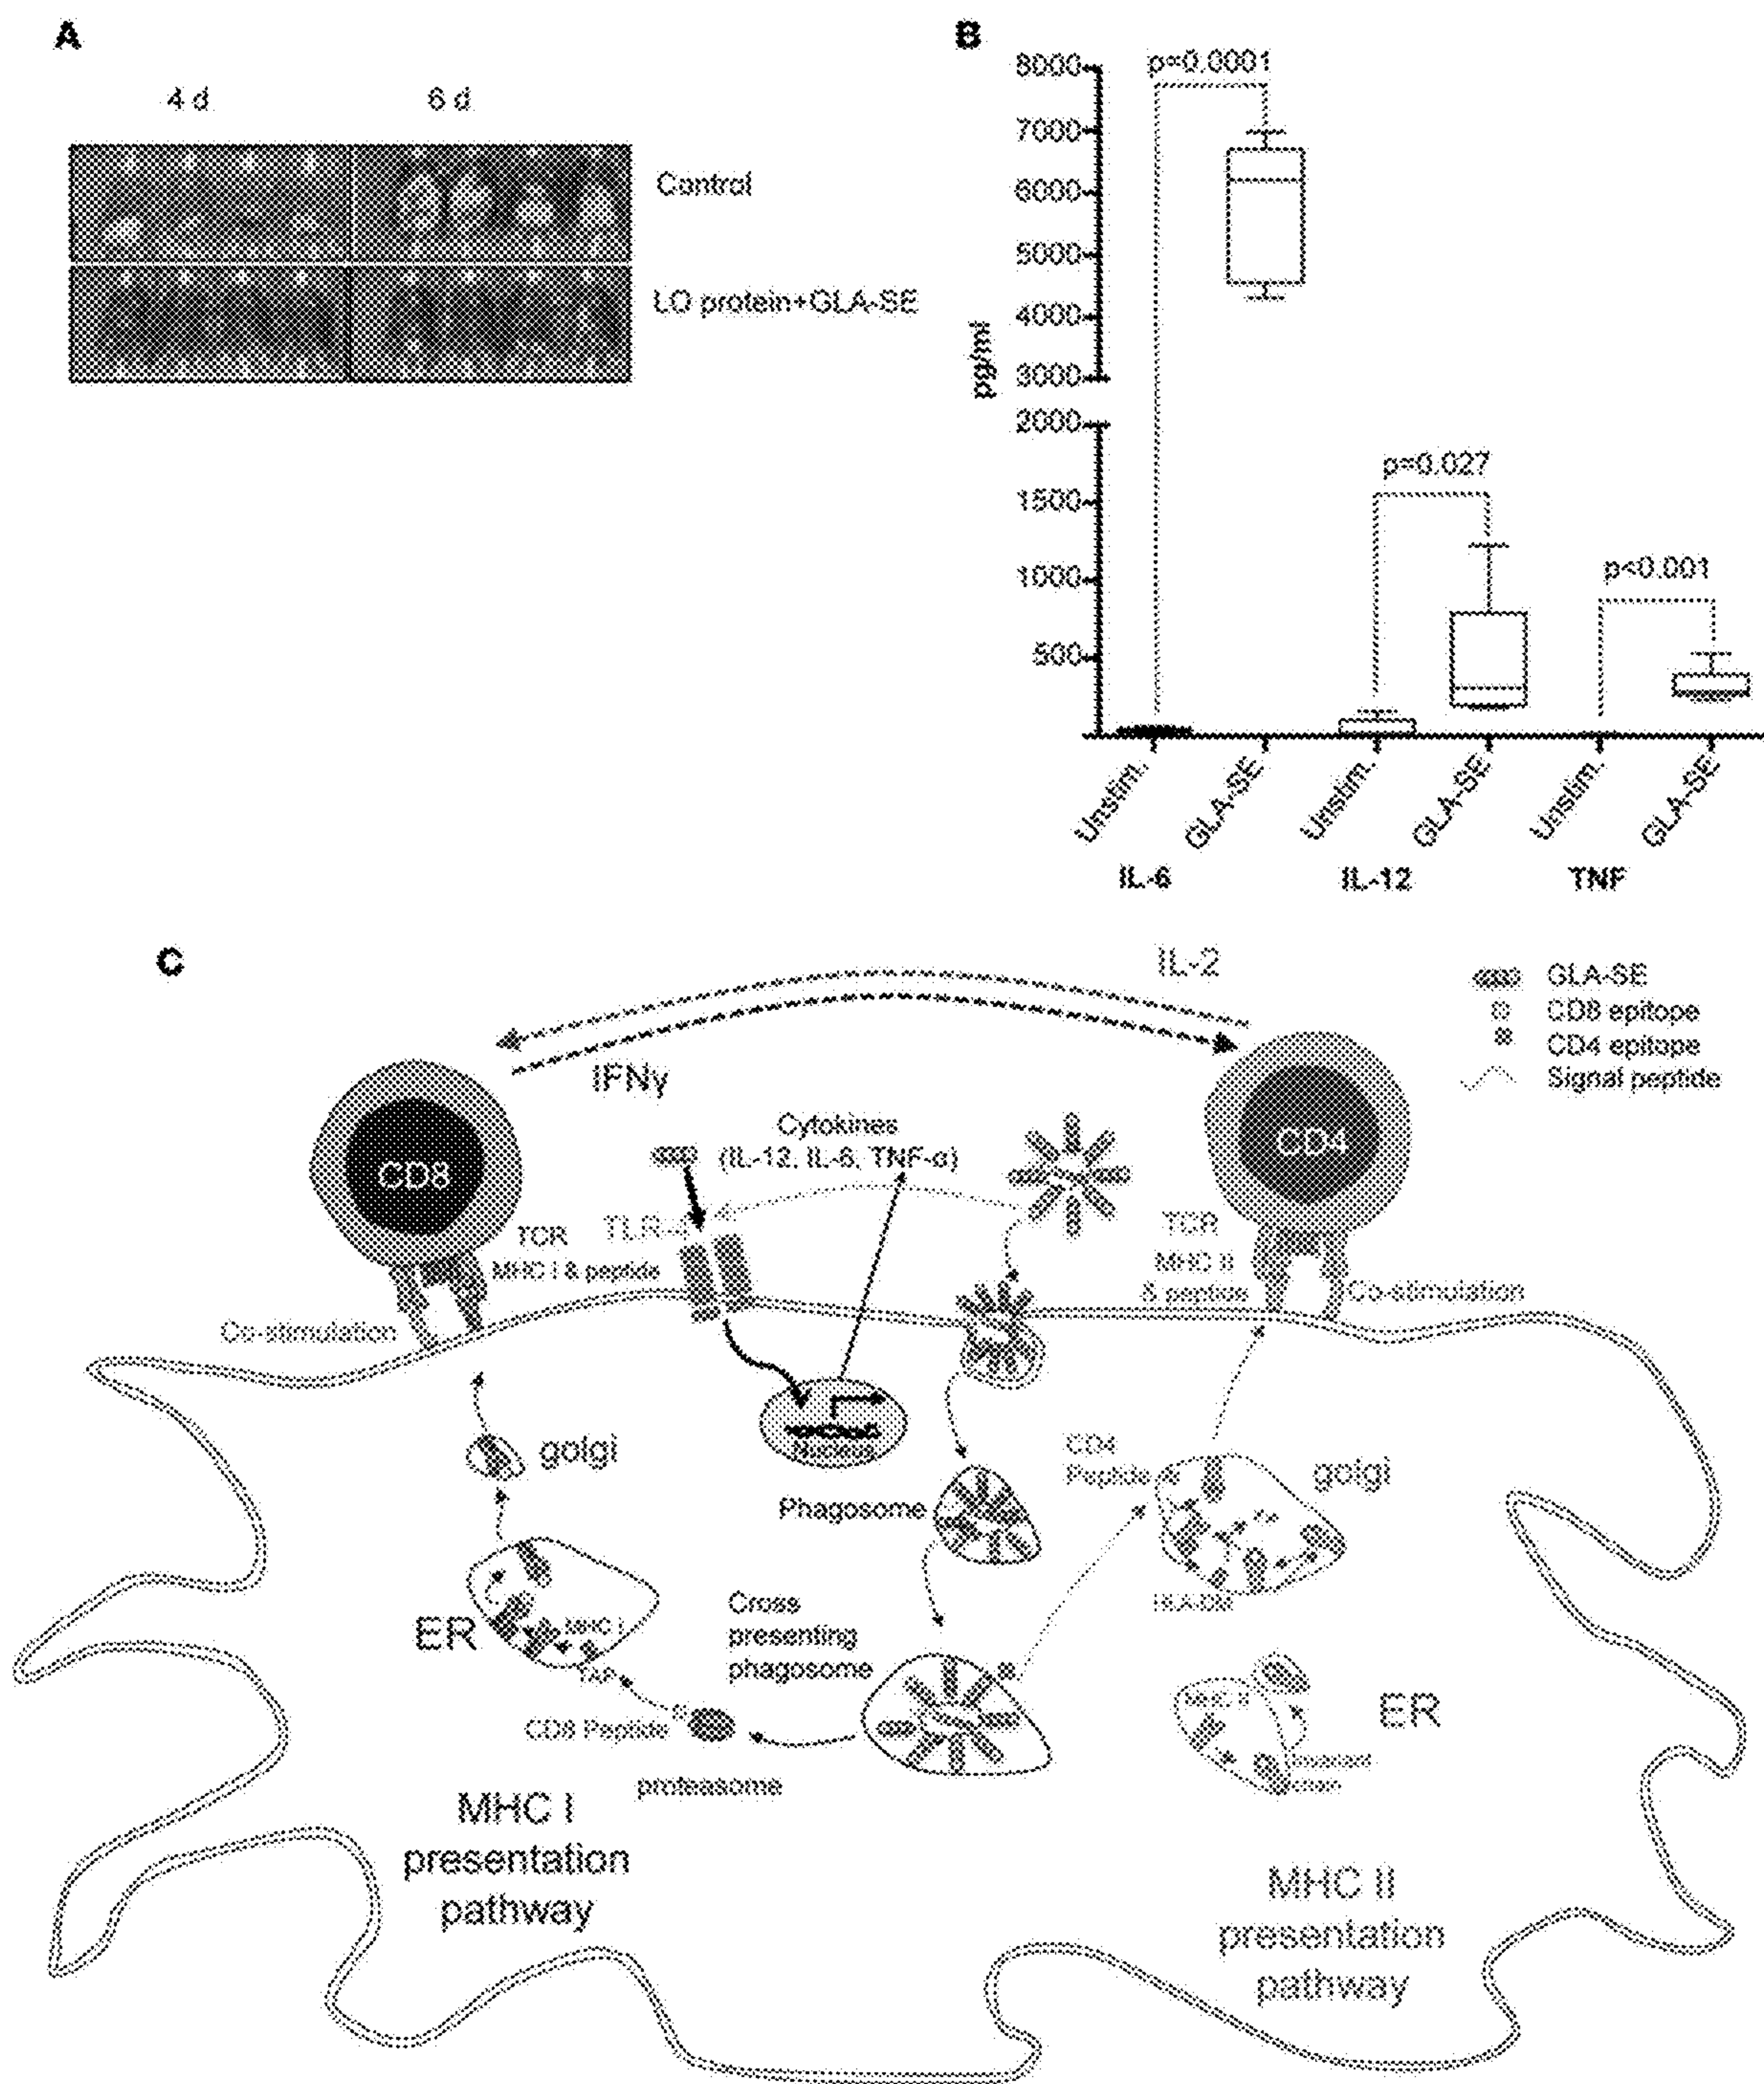 A
4 d
6 d
Control
LO protein+GLA-SE
B
pg/ml
8000
7000
6000
5000
4000
3000
2000
1500
1000
500
p=0.0001
p=0.027
p<0.001
Unstim.
GLA-SE
Unstim.
GLA-SE
Unstim.
GLA-SE
IL-6
IL-12
TNF
C
IL-2
IFNγ
GLA-SE
CD8 epitope
CD4 epitope
Signal peptide
CD8
CD4
Cytokines
(IL-12, IL-6, TNF-α)
TLR-4
TCR
MHC I & peptide
Co-stimulation
TCR
MHC II
& peptide
Co-stimulation
golgi
Nucleus
Phagosome
CD4
Peptide
golgi
HLA-DM
ER
MHC I
TAP
Cross
presenting
phagosome
CD8 Peptide
proteasome
MHC II
ER
MHC I
presentation
pathway
MHC II
presentation
pathway